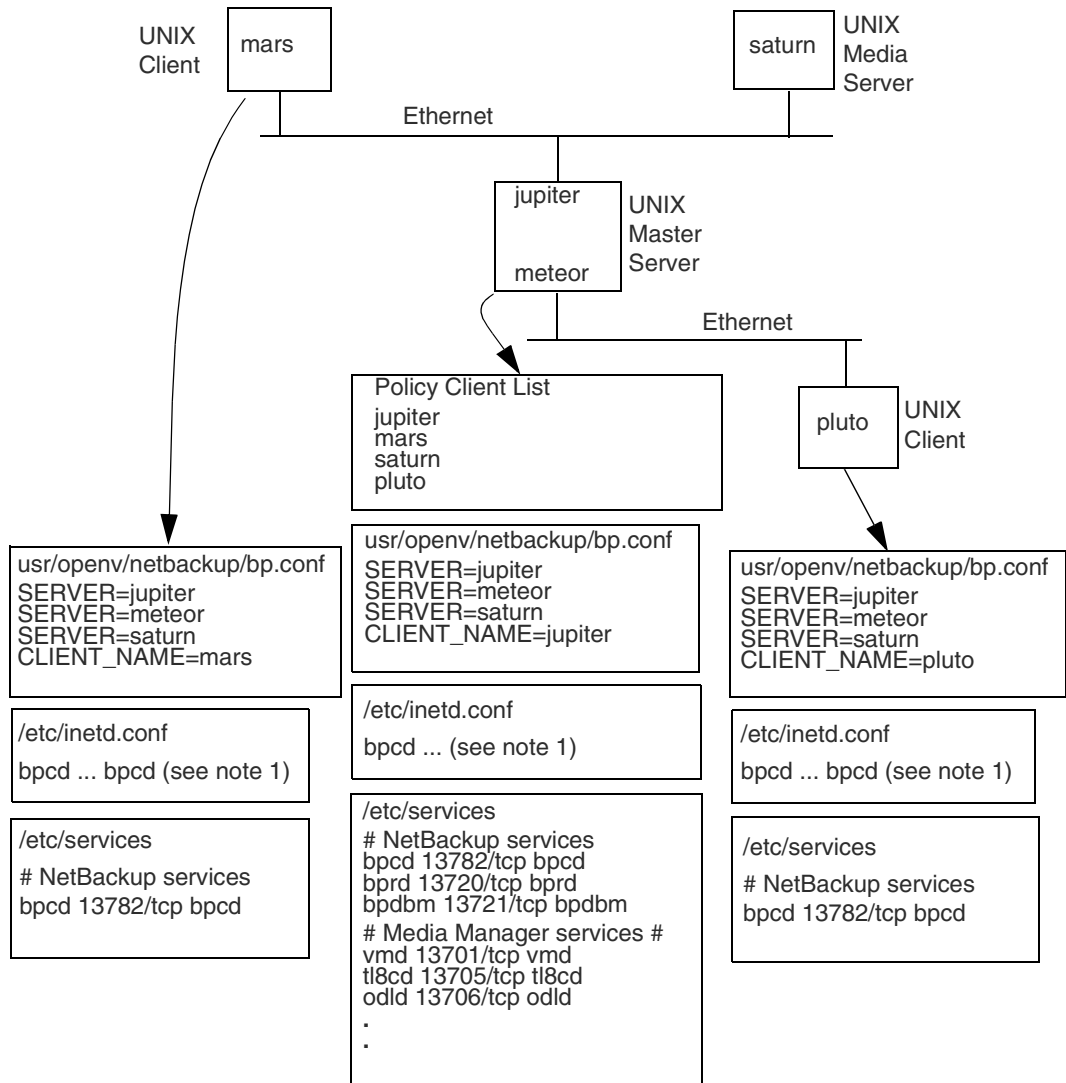 UNIX
Client
mars
saturn
UNIX
Media
Server
Ethernet
jupiter
meteor
UNIX
Master
Server
Ethernet
Policy Client List
jupiter
mars
saturn
pluto
pluto
UNIX
Client
usr/openv/netbackup/bp.conf
SERVER=jupiter
SERVER=meteor
SERVER=saturn
CLIENT_NAME=mars
/etc/inetd.conf
bpcd ... bpcd (see note 1)
/etc/services
# NetBackup services
bpcd 13782/tcp bpcd
usr/openv/netbackup/bp.conf
SERVER=jupiter
SERVER=meteor
SERVER=saturn
CLIENT_NAME=jupiter
/etc/inetd.conf
bpcd ... (see note 1)
/etc/services
# NetBackup services
bpcd 13782/tcp bpcd
bprd 13720/tcp bprd
bpdbm 13721/tcp bpdbm
# Media Manager services #
vmd 13701/tcp vmd
tl8cd 13705/tcp tl8cd
odld 13706/tcp odld
.
.
usr/openv/netbackup/bp.conf
SERVER=jupiter
SERVER=meteor
SERVER=saturn
CLIENT_NAME=pluto
/etc/inetd.conf
bpcd ... bpcd (see note 1)
/etc/services
# NetBackup services
bpcd 13782/tcp bpcd